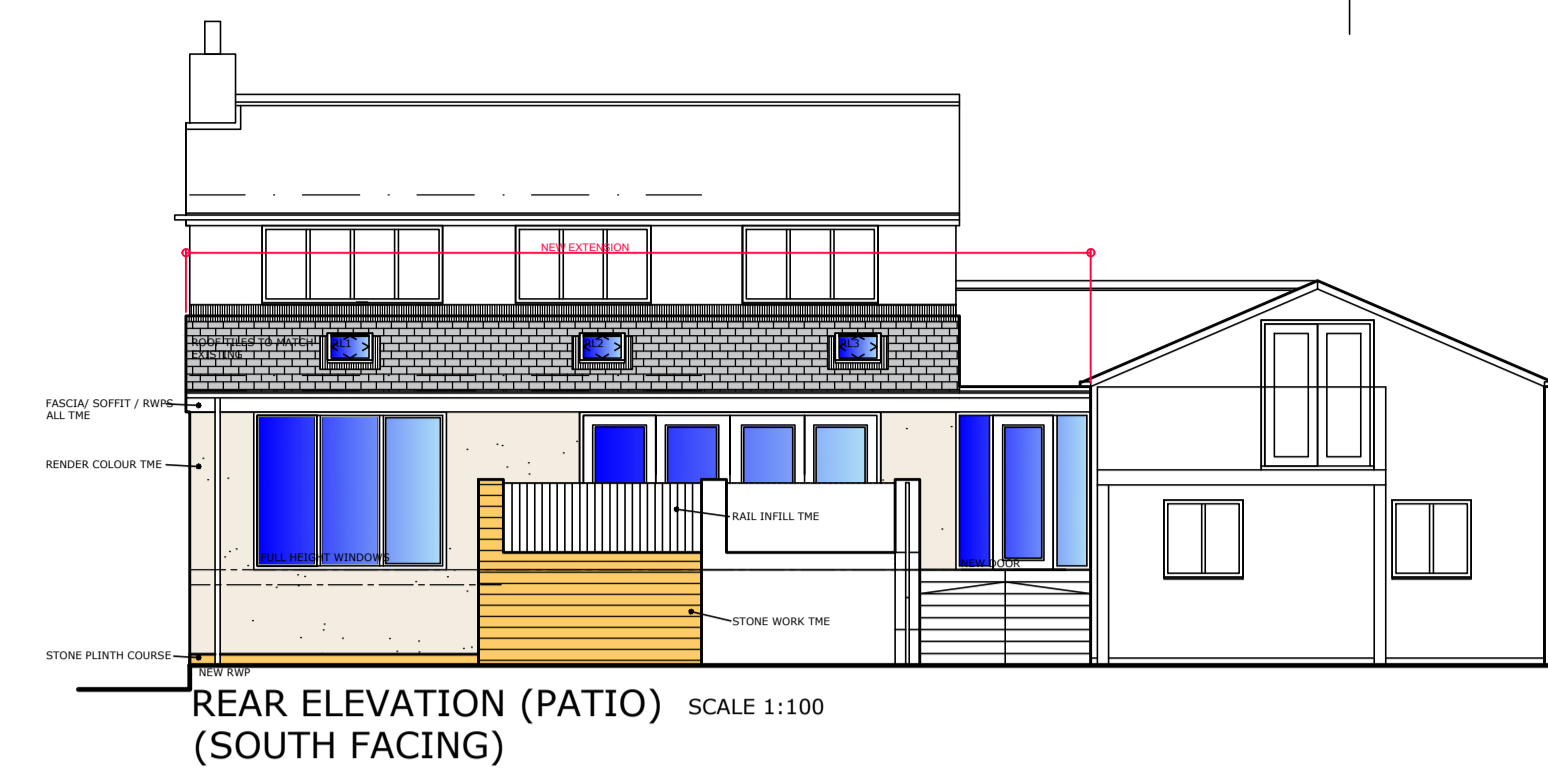 NEW EXTENSION
ROOF TILES TO MATCH
EXISTING
RL1
RL2
RL3
FASCIA/ SOFFIT / RWPS
ALL TME
RENDER COLOUR TME
RAIL INFILL TME
FULL HEIGHT WINDOWS
NEW DOOR
STONE WORK TME
STONE PLINTH COURSE
NEW RWP
REAR ELEVATION (PATIO) SCALE 1:100
(SOUTH FACING)